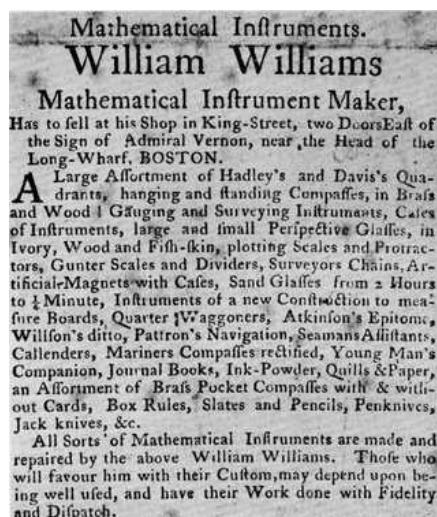 Mathematical Inſtruments.
William Williams
Mathematical Inſtrument Maker,
Has to ſell at his Shop in King-Street, two Doors Eaſt of
the Sign of Admiral Vernon, near the Head of the
Long-Wharf, BOSTON.
A Large Aſſortment of Hadley's and Davis's Qua-
drants, hanging and ſtanding Compaſſes, in Braſs
and Wood ; Gauging and Surveying Inſtruments, Caſes
of Inſtruments, large and ſmall Perſpective Glaſſes, in
Ivory, Wood and Fiſh-ſkin, plotting Scales and Protrac-
tors, Gunter Scales and Dividers, Surveyors Chains, Ar-
tificial Magnets with Caſes, Sand Glaſſes from 2 Hours
to ¼ Minute, Inſtruments of a new Conſtruction to mea-
ſure Boards, Quarter Waggoners, Atkinſon's Epitome,
Willſon's ditto, Pattron's Navigation, Seamans Aſſiſtants,
Callenders, Mariners Compaſſes rectified, Young Man's
Companion, Journal Books, Ink-Powder, Quills & Paper,
an Aſſortment of Braſs Pocket Compaſſes with & with-
out Cards, Box Rules, Slates and Pencils, Penknives,
Jack knives, &c.
All Sorts of Mathematical Inſtruments are made and
repaired by the above William Williams. Thoſe who
will favour him with their Cuſtom, may depend upon be-
ing well uſed, and have their Work done with Fidelity
and Diſpatch.